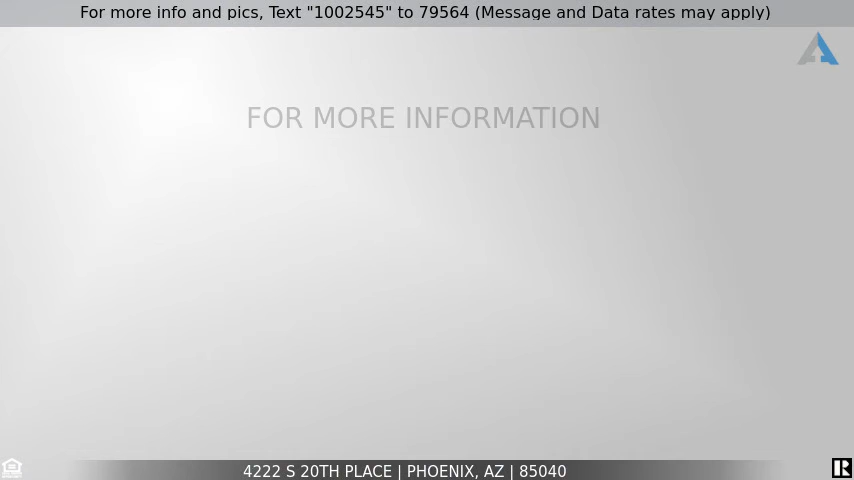 For more info and pics, Text "1002545" to 79564 (Message and Data rates may apply)
FOR MORE INFORMATION
4222 S 20TH PLACE | PHOENIX, AZ | 85040